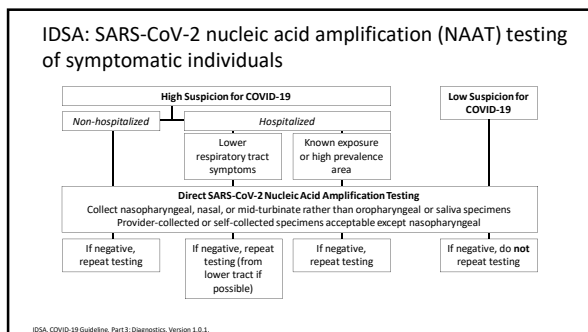 IDSA: SARS-CoV-2 nucleic acid amplification (NAAT) testing
of symptomatic individuals
High Suspicion for COVID-19
Low Suspicion for
COVID-19
Non-hospitalized
Hospitalized
Lower
respiratory tract
symptoms
Known exposure
or high prevalence
area
Direct SARS-CoV-2 Nucleic Acid Amplification Testing
Collect nasopharyngeal, nasal, or mid-turbinate rather than oropharyngeal or saliva specimens
Provider-collected or self-collected specimens acceptable except nasopharyngeal
If negative,
repeat testing
If negative, repeat
testing (from
lower tract if
possible)
If negative,
repeat testing
If negative, do not
repeat testing
IDSA. COVID-19 Guideline, Part 3: Diagnostics. Version 1.0.1.